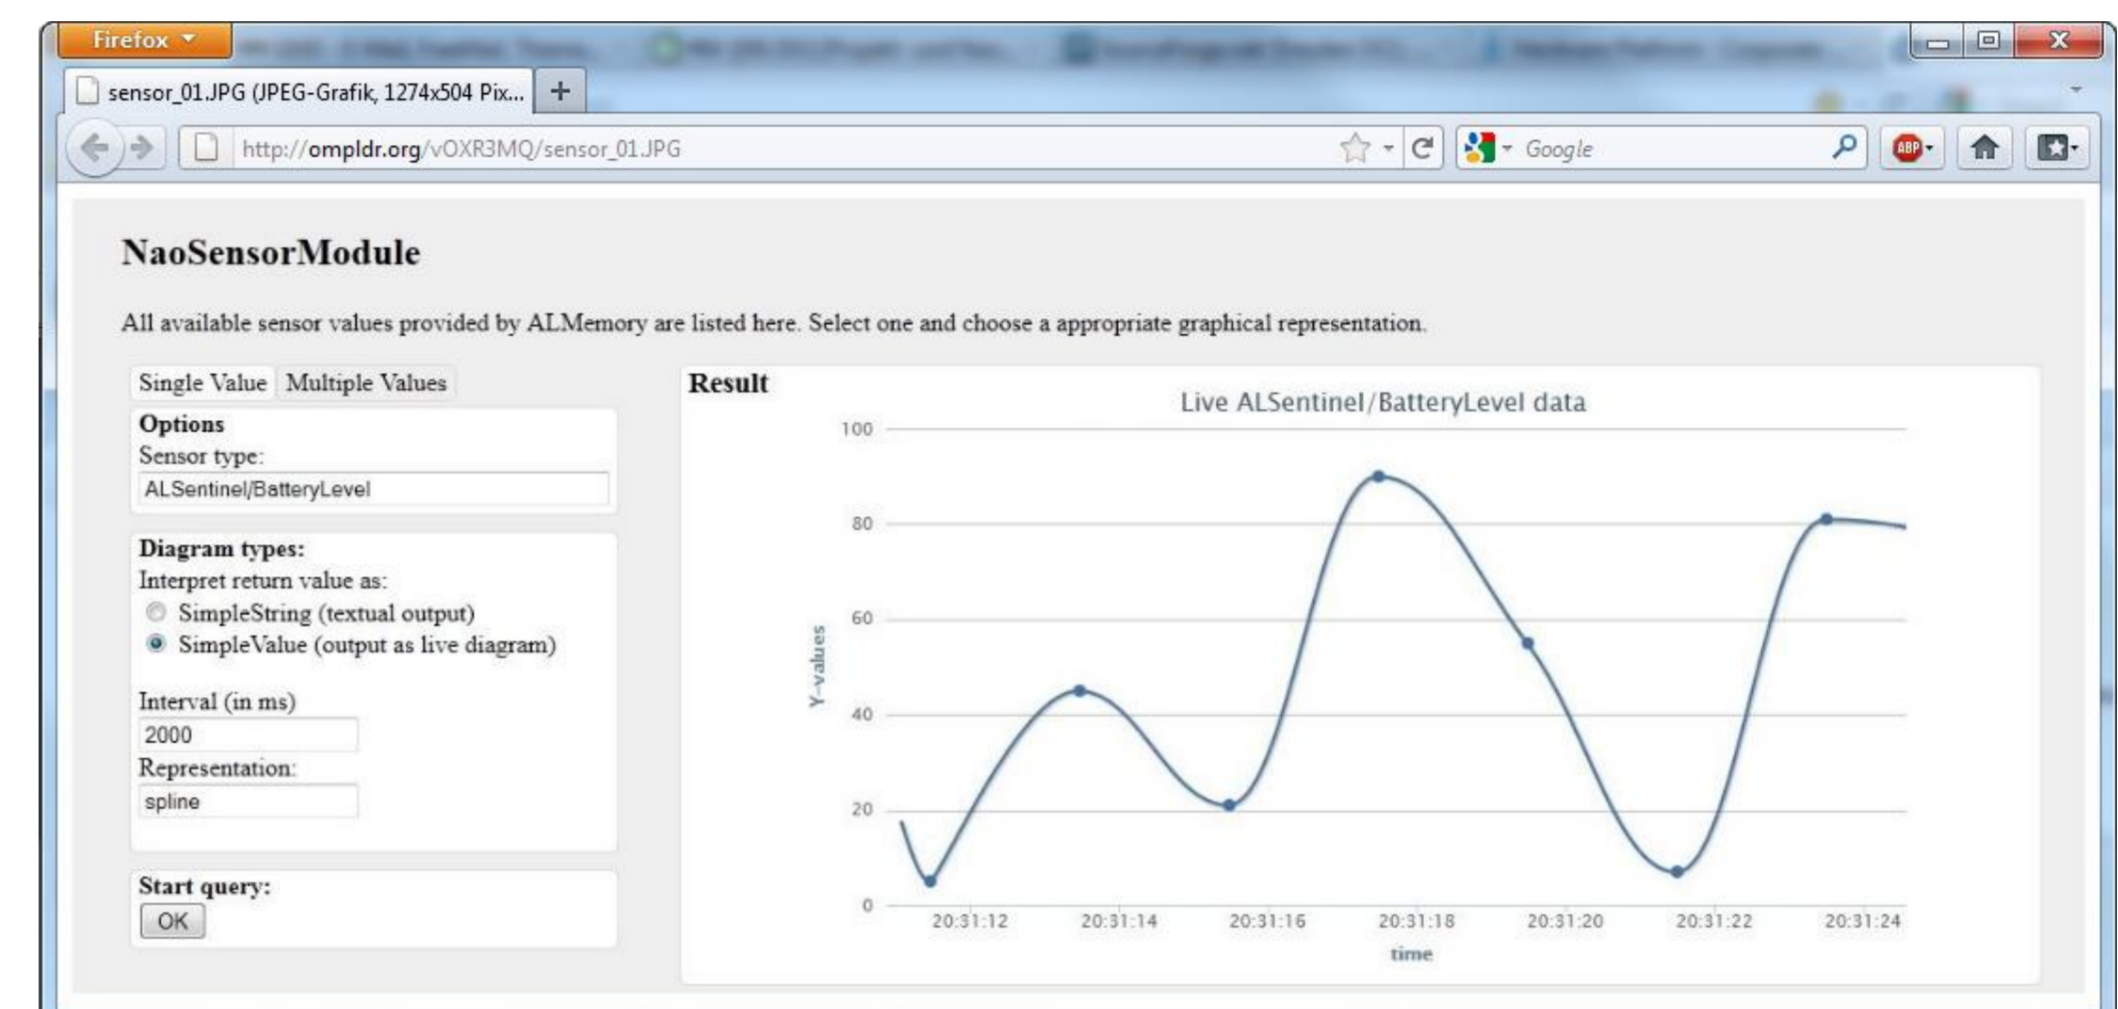 Firefox
sensor_01.JPG (JPEG-Grafik, 1274x504 Pix...
http://ompldr.org/vOXR3MQ/sensor_01.JPG
Google
ABP
NaoSensorModule
All available sensor values provided by ALMemory are listed here. Select one and choose a appropriate graphical representation.
Single Value Multiple Values
Options
Sensor type:
ALSentinel/BatteryLevel
Diagram types:
Interpret return value as:
SimpleString (textual output)
SimpleValue (output as live diagram)
Interval (in ms)
2000
Representation:
spline
Start query:
OK
Result
Live ALSentinel/BatteryLevel data
100
80
60
40
20
0
Y-values
20:31:12 20:31:14 20:31:16 20:31:18 20:31:20 20:31:22 20:31:24
time